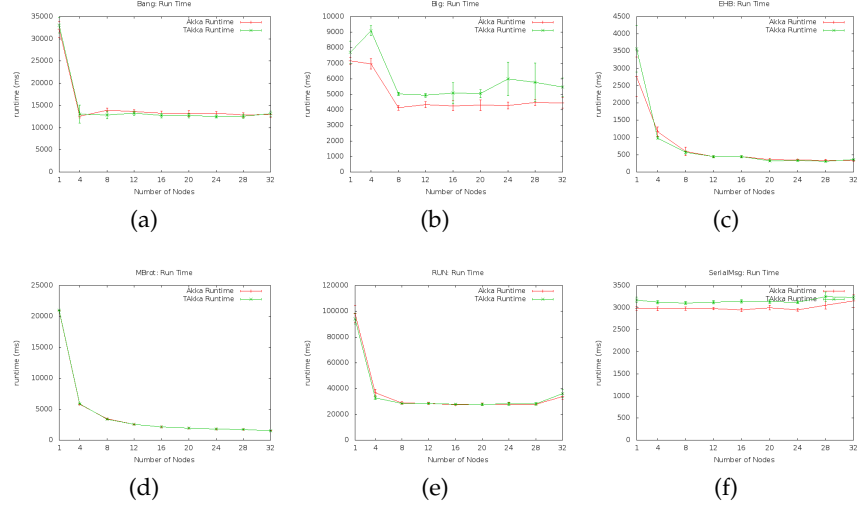 Bang: Run Time
Akka Runtime
TAkka Runtime
35000
30000
25000
20000
15000
10000
5000
0
runtime (ms)
1 4 8 12 16 20 24 28 32
Number of Nodes
(a)
Big: Run Time
Akka Runtime
TAkka Runtime
10000
9000
8000
7000
6000
5000
4000
3000
2000
1000
0
runtime (ms)
1 4 8 12 16 20 24 28 32
Number of Nodes
(b)
EHB: Run Time
Akka Runtime
TAkka Runtime
4500
4000
3500
3000
2500
2000
1500
1000
500
0
runtime (ms)
1 4 8 12 16 20 24 28 32
Number of Nodes
(c)
MBrot: Run Time
Akka Runtime
TAkka Runtime
25000
20000
15000
10000
5000
0
runtime (ms)
1 4 8 12 16 20 24 28 32
Number of Nodes
(d)
RUN: Run Time
Akka Runtime
TAkka Runtime
120000
100000
80000
60000
40000
20000
0
runtime (ms)
1 4 8 12 16 20 24 28 32
Number of Nodes
(e)
SerialMsg: Run Time
Akka Runtime
TAkka Runtime
3500
3000
2500
2000
1500
1000
500
0
runtime (ms)
1 4 8 12 16 20 24 28 32
Number of Nodes
(f)